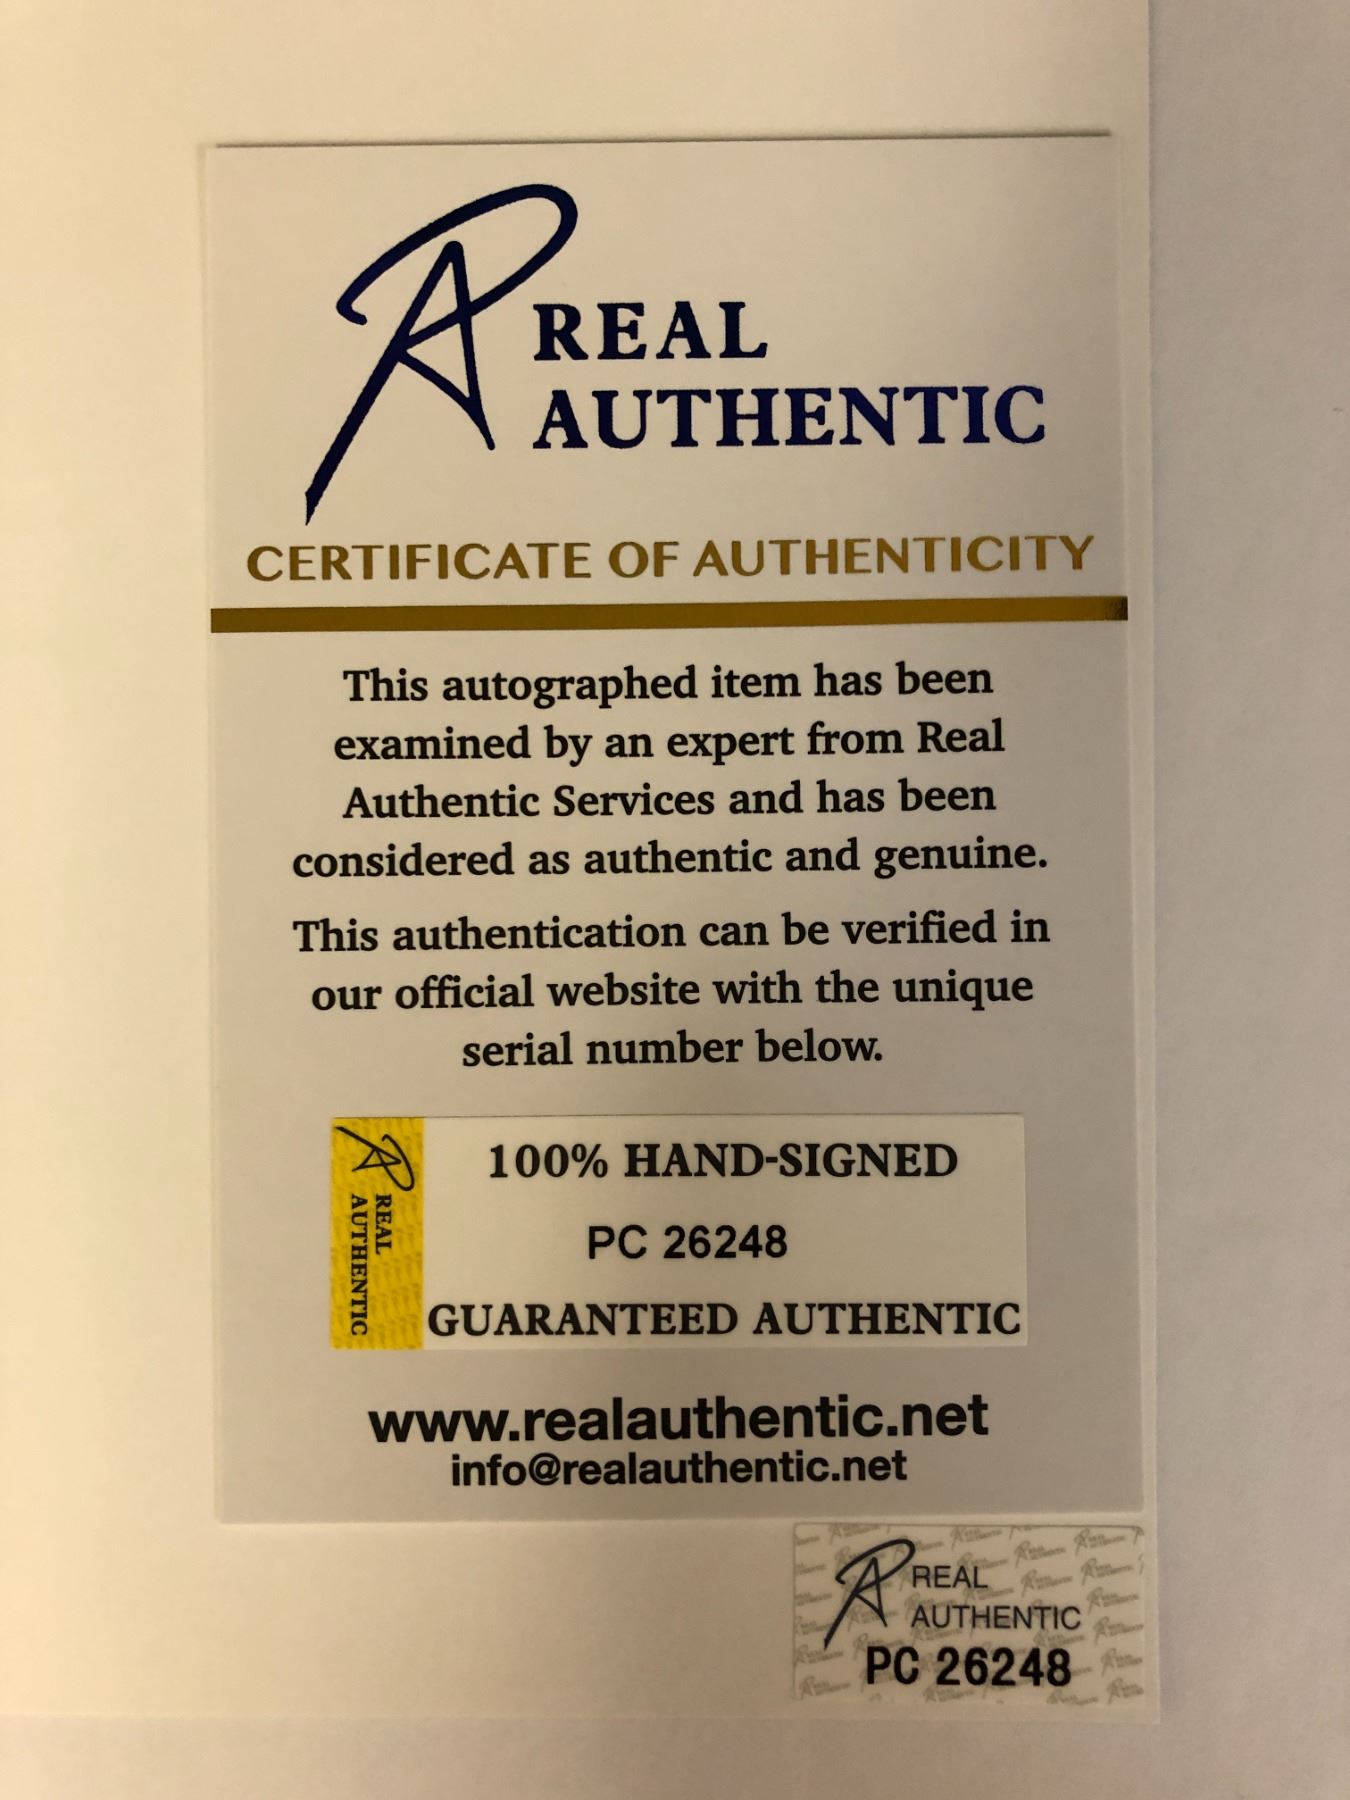 REAL
AUTHENTIC
CERTIFICATE OF AUTHENTICITY
This autographed item has been
examined by an expert from Real
Authentic Services and has been
considered as authentic and genuine.
This authentication can be verified in
our official website with the unique
serial number below.
REAL
AUTHENTIC
100% HAND-SIGNED
PC 26248
GUARANTEED AUTHENTIC
www.realauthentic.net
info@realauthentic.net
REAL
AUTHENTIC
PC 26248